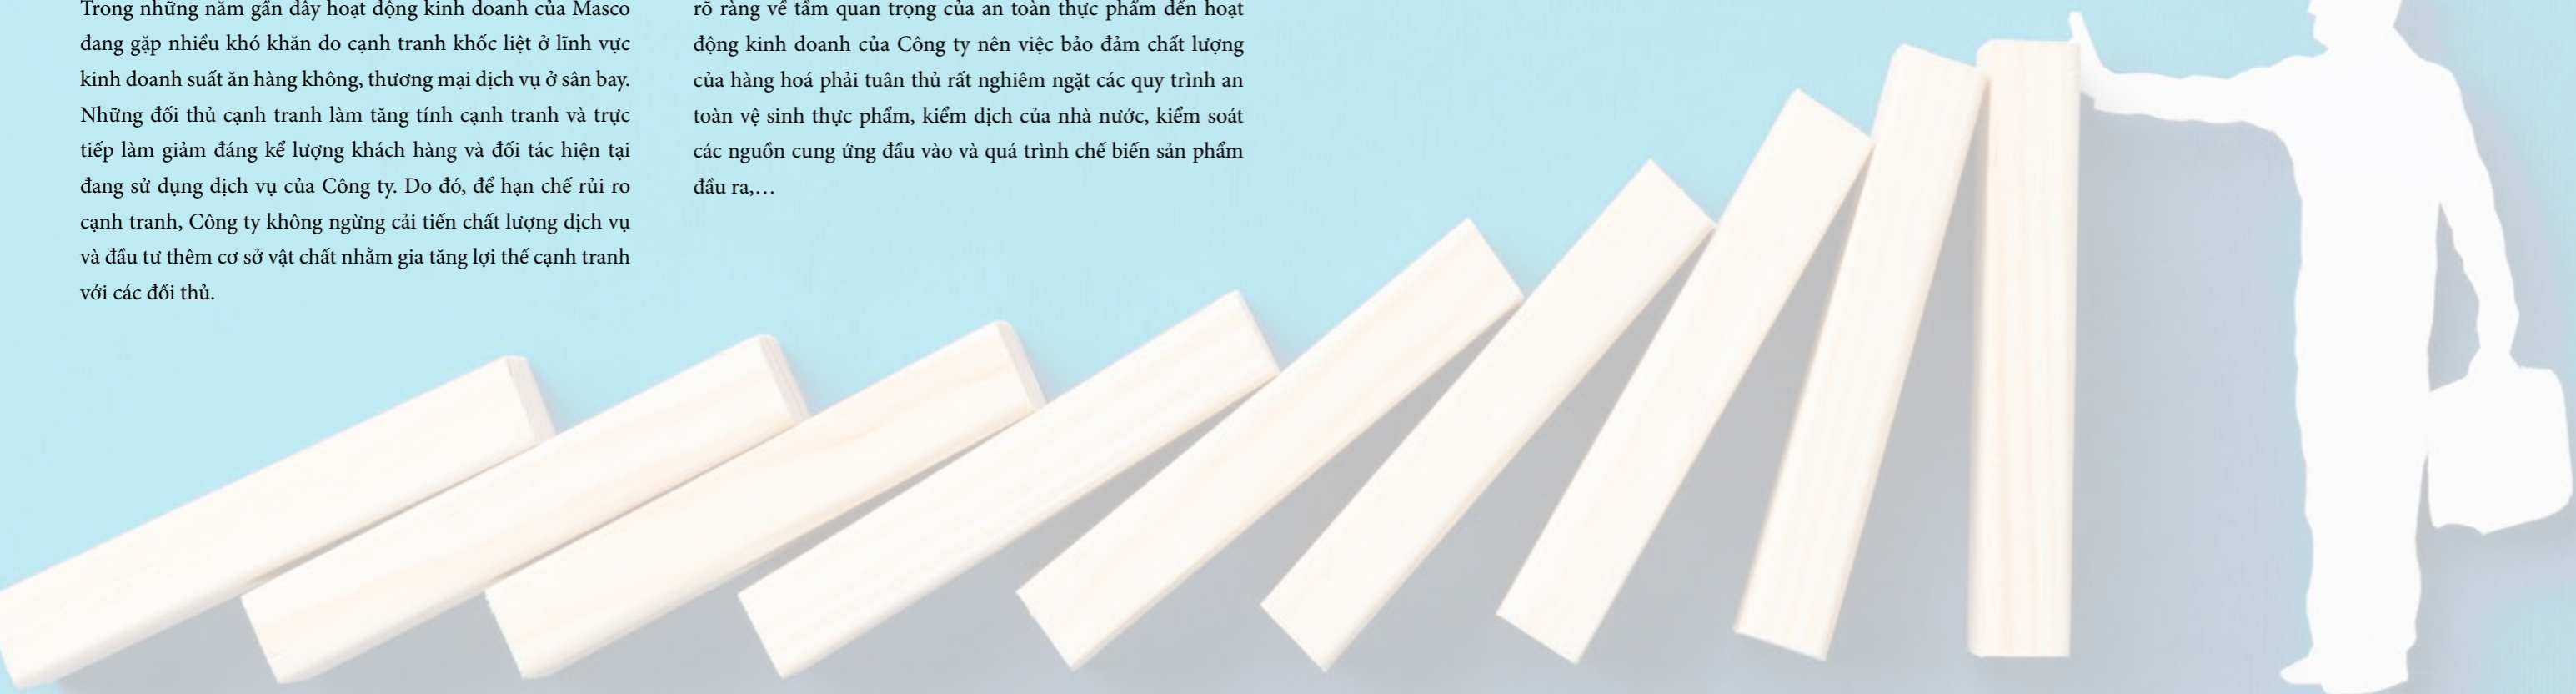 Trong những năm gần đây hoạt động kinh doanh của Masco
đang gặp nhiều khó khăn do cạnh tranh khốc liệt ở lĩnh vực
kinh doanh suất ăn hàng không, thương mại dịch vụ ở sân bay.
Những đối thủ cạnh tranh làm tăng tính cạnh tranh và trực
tiếp làm giảm đáng kể lượng khách hàng và đối tác hiện tại
đang sử dụng dịch vụ của Công ty. Do đó, để hạn chế rủi ro
cạnh tranh, Công ty không ngừng cải tiến chất lượng dịch vụ
và đầu tư thêm cơ sở vật chất nhằm gia tăng lợi thế cạnh tranh
với các đối thủ.
rõ ràng về tầm quan trọng của an toàn thực phẩm đến hoạt
động kinh doanh của Công ty nên việc bảo đảm chất lượng
của hàng hoá phải tuân thủ rất nghiêm ngặt các quy trình an
toàn vệ sinh thực phẩm, kiểm dịch của nhà nước, kiểm soát
các nguồn cung ứng đầu vào và quá trình chế biến sản phẩm
đầu ra,…